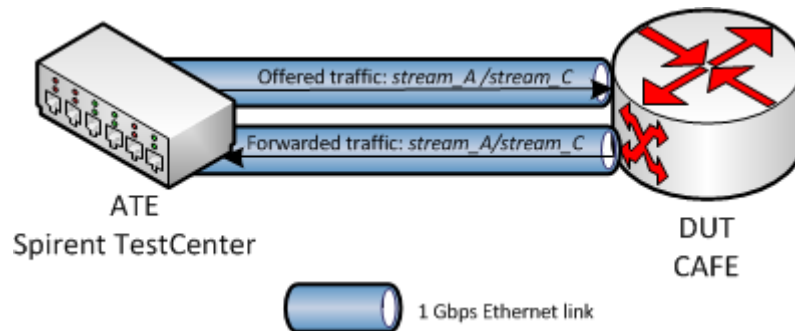 Offered traffic: stream_A/stream_C
Forwarded traffic: stream_A/stream_C
ATE
Spirent TestCenter
DUT
CAFE
1 Gbps Ethernet link